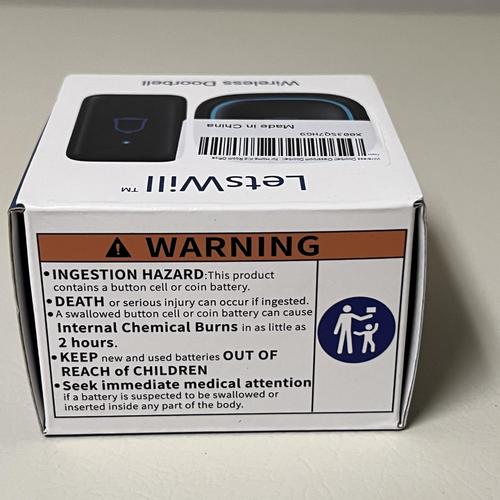 Wireless Doorbell
Made in China
X003SQ7HG9
LetsWill™
WARNING
• INGESTION HAZARD:This product
contains a button cell or coin battery.
• DEATH or serious injury can occur if ingested.
• A swallowed button cell or coin battery can cause
Internal Chemical Burns in as little as
2 hours.
• KEEP new and used batteries OUT OF
REACH of CHILDREN
• Seek immediate medical attention
if a battery is suspected to be swallowed or
inserted inside any part of the body.